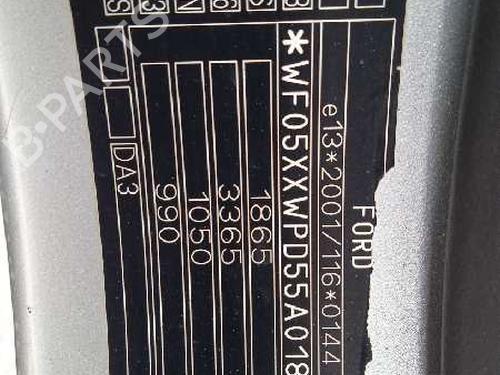 FORD
e13*2001/116*0144
*WF05XXWPD55A018
1865
3365
1050
990
DA3
B-PARTS